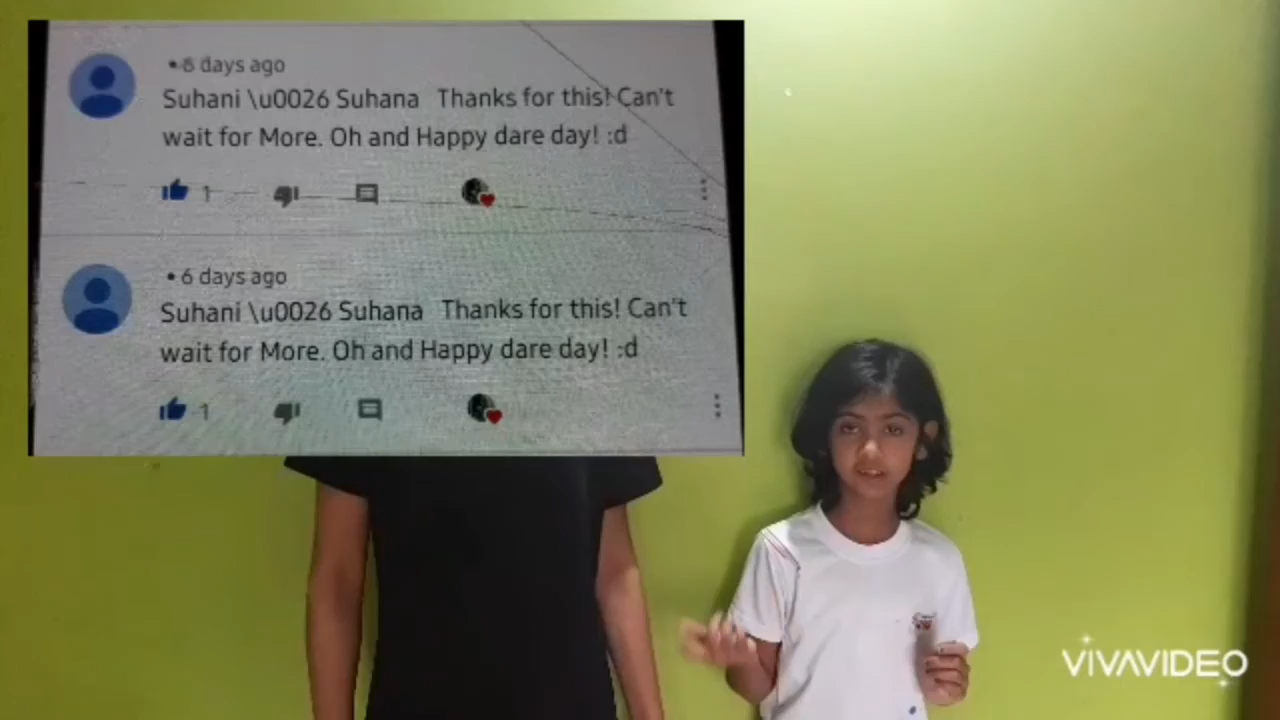 •8 days ago
Suhani \u0026 Suhana Thanks for this! Can't
wait for More. Oh and Happy dare day! :d
1
•6 days ago
Suhani \u0026 Suhana Thanks for this! Can't
wait for More. Oh and Happy dare day! :d
1
VIVAVIDEO